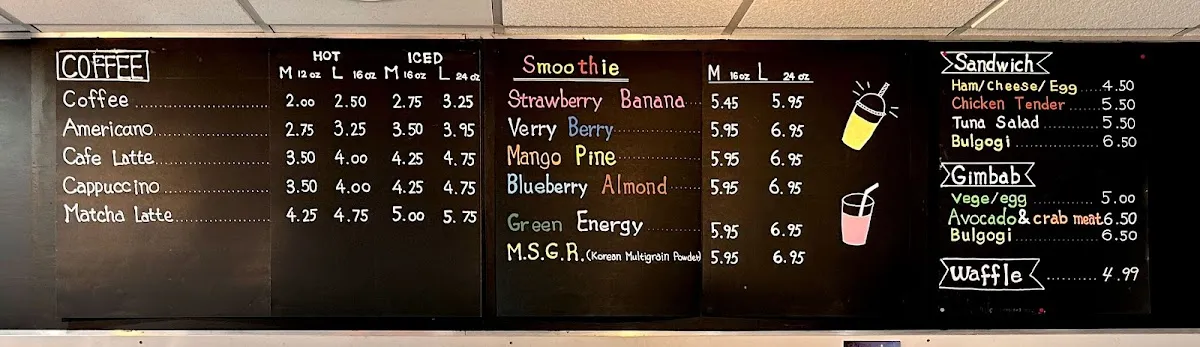 COFFEE
HOT ICED
M 12 oz L 16 oz M 16 oz L 24 oz
Coffee 2.00 2.50 2.75 3.25
Americano 2.75 3.25 3.50 3.95
Cafe Latte 3.50 4.00 4.25 4.75
Cappuccino 3.50 4.00 4.25 4.75
Matcha Latte 4.25 4.75 5.00 5.75
Smoothie
M 16 oz L 24 oz
Strawberry Banana 5.45 5.95
Verry Berry 5.95 6.95
Mango Pine 5.95 6.95
Blueberry Almond 5.95 6.95
Green Energy 5.95 6.95
M.S.G.R. (Korean Multigrain Powder) 5.95 6.95
Sandwich
Ham/Cheese/Egg 4.50
Chicken Tender 5.50
Tuna Salad 5.50
Bulgogi 6.50
Gimbab
Vege/egg 5.00
Avocado & crab meat 6.50
Bulgogi 6.50
Waffle 4.99